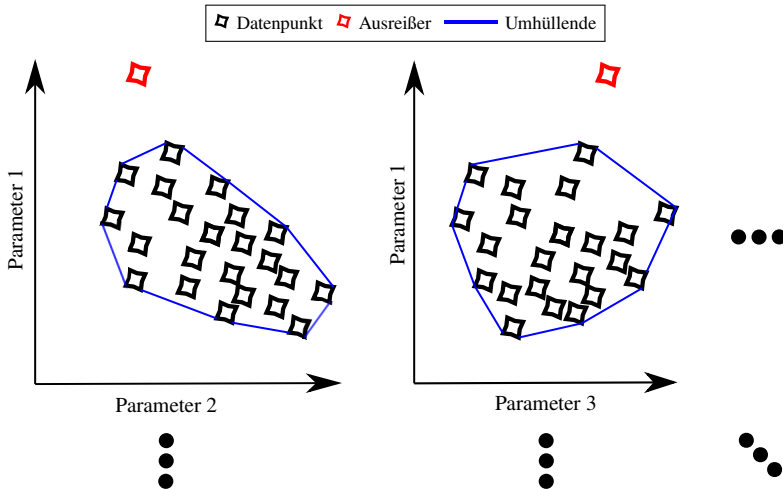 Datenpunkt Ausreißer Umhüllende
Parameter 1
Parameter 2
Parameter 1
Parameter 3